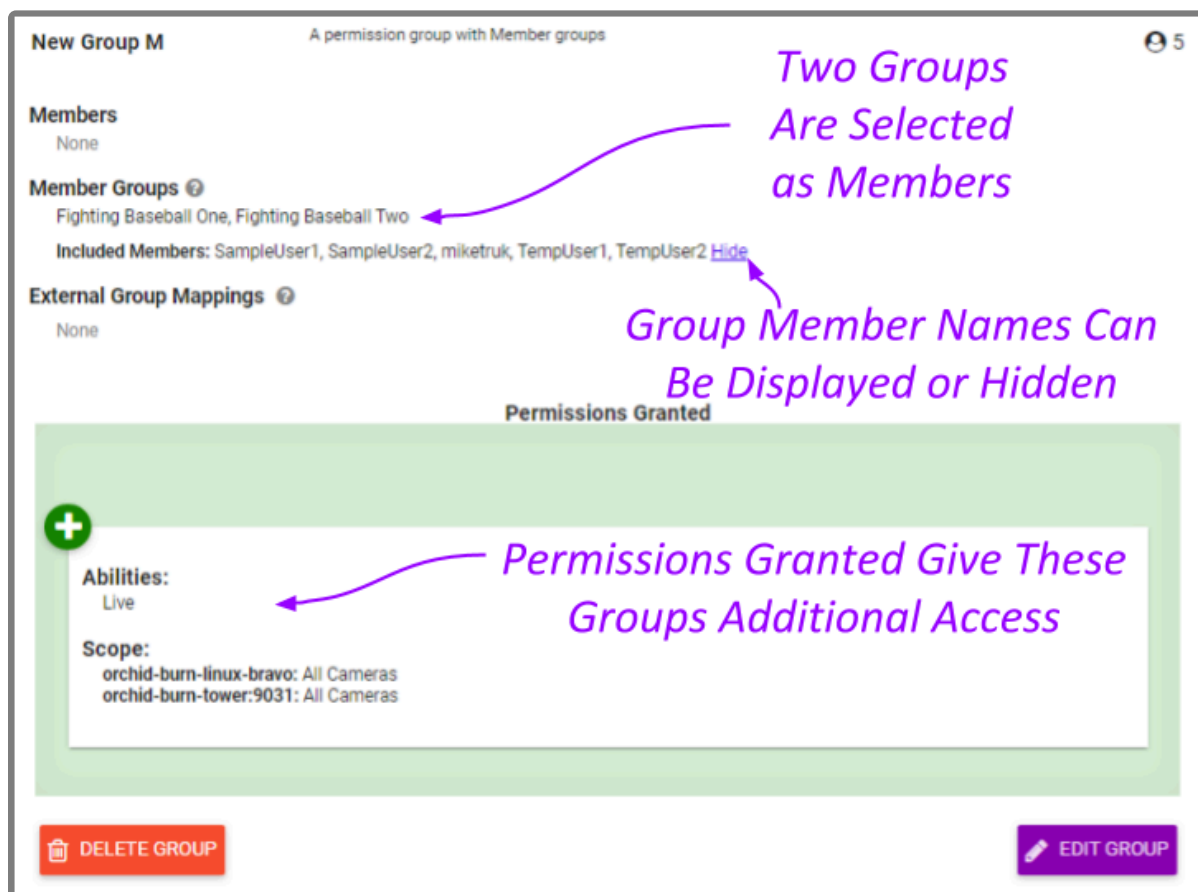 New Group M
A permission group with Member groups
5
Two Groups
Are Selected
as Members
Members
None
Member Groups ?
Fighting Baseball One, Fighting Baseball Two
Included Members: SampleUser1, SampleUser2, miketruk, TempUser1, TempUser2 Hide
External Group Mappings ?
None
Group Member Names Can
Be Displayed or Hidden
Permissions Granted
Permissions Granted Give These
Groups Additional Access
Abilities:
Live
Scope:
orchid-burn-linux-bravo: All Cameras
orchid-burn-tower:9031: All Cameras
DELETE GROUP
EDIT GROUP